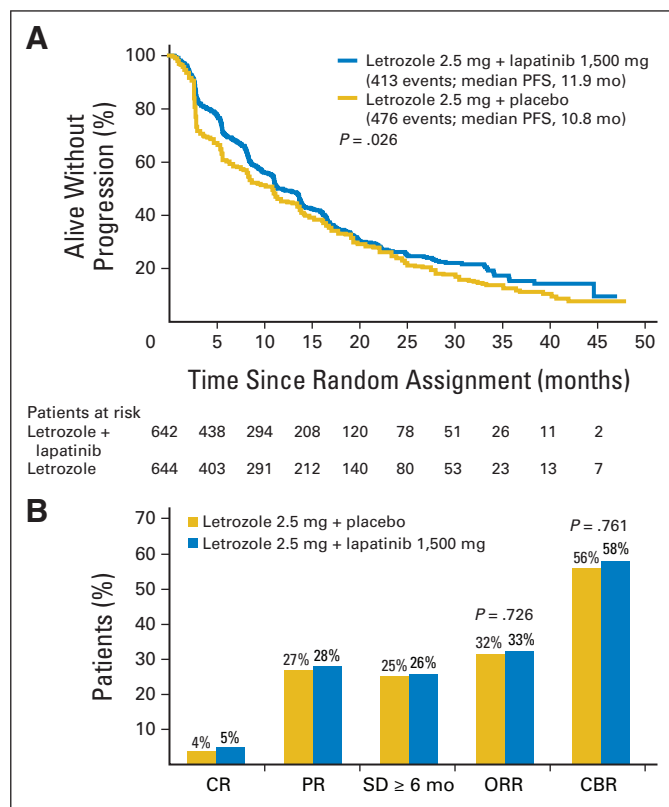 A
Letrozole 2.5 mg + lapatinib 1,500 mg
(413 events; median PFS, 11.9 mo)
Letrozole 2.5 mg + placebo
(476 events; median PFS, 10.8 mo)
P = .026
Alive Without
Progression (%)
100
80
60
40
20
0 5 10 15 20 25 30 35 40 45 50
Time Since Random Assignment (months)
Patients at risk
Letrozole +
lapatinib
642 438 294 208 120 78 51 26 11 2
Letrozole 644 403 291 212 140 80 53 23 13 7
B
Letrozole 2.5 mg + placebo
Letrozole 2.5 mg + lapatinib 1,500 mg
Patients (%)
70
60
50
40
30
20
10
4% 5%
27% 28%
25% 26%
P = .726
32% 33%
P = .761
56% 58%
CR PR SD ≥ 6 mo ORR CBR